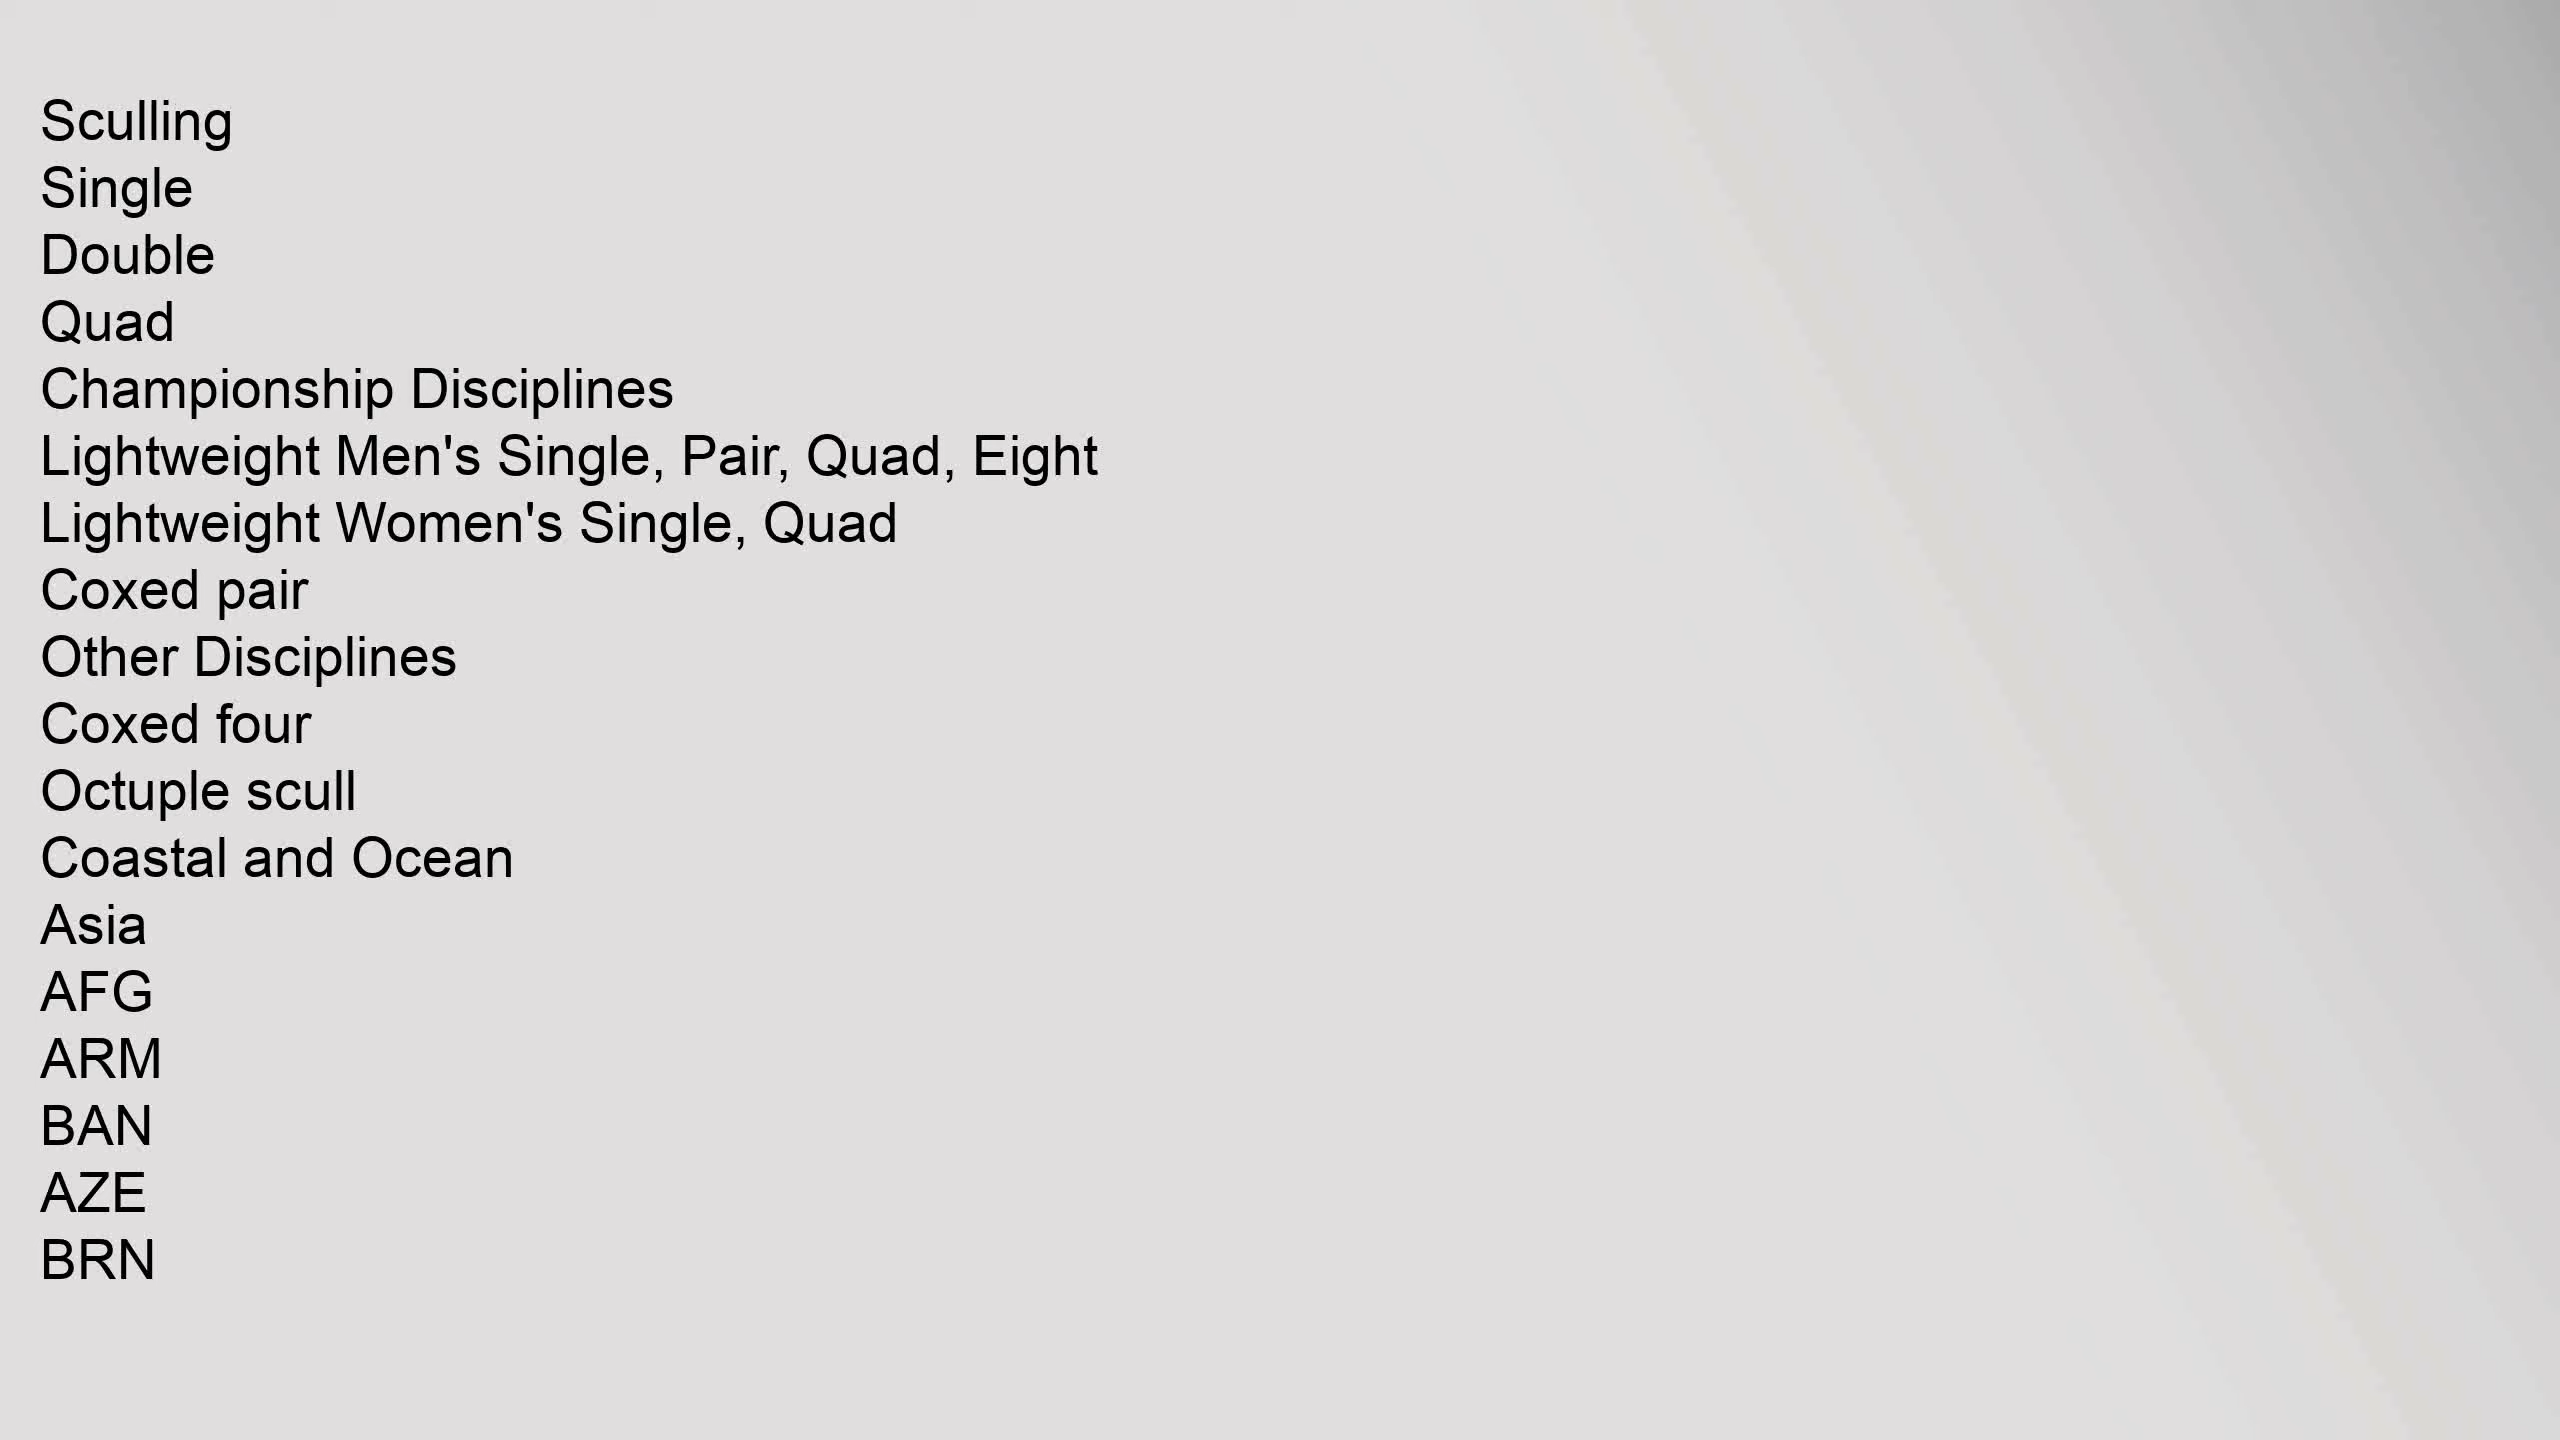 Sculling
Single
Double
Quad
Championship Disciplines
Lightweight Men's Single, Pair, Quad, Eight
Lightweight Women's Single, Quad
Coxed pair
Other Disciplines
Coxed four
Octuple scull
Coastal and Ocean
Asia
AFG
ARM
BAN
AZE
BRN